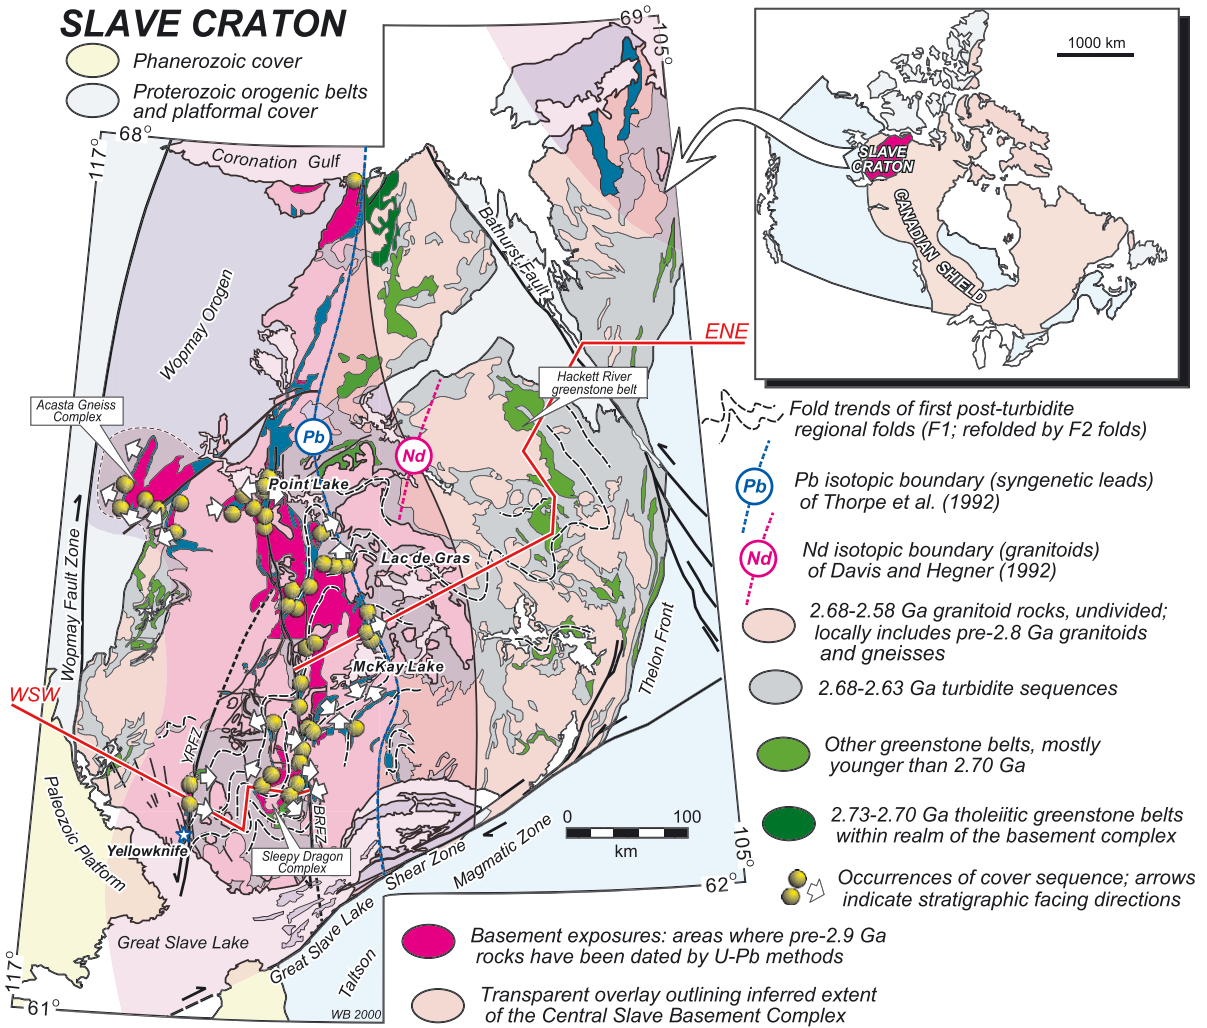 SLAVE CRATON
Phanerozoic cover
Proterozoic orogenic belts
and platformal cover
69°
105°
68°
117°
Coronation Gulf
Bathurst Fault
Wopmay Orogen
ENE
Hackett River
greenstone belt
Acasta Gneiss
Complex
Pb
Nd
Point Lake
Lac de Gras
Wopmay Fault Zone
McKay Lake
Thelon Front
WSW
YRFZ
BRFZ
Paleozoic Platform
Yellowknife
Sleepy Dragon
Complex
0 100
km
Shear Zone
Magmatic Zone
105°
62°
Great Slave Lake
Great Slave Lake
Taltson
117°
61°
WB 2000
1000 km
SLAVE
CRATON
CANADIAN SHIELD
Fold trends of first post-turbidite
regional folds (F1; refolded by F2 folds)
Pb
Pb isotopic boundary (syngenetic leads)
of Thorpe et al. (1992)
Nd
Nd isotopic boundary (granitoids)
of Davis and Hegner (1992)
2.68-2.58 Ga granitoid rocks, undivided;
locally includes pre-2.8 Ga granitoids
and gneisses
2.68-2.63 Ga turbidite sequences
Other greenstone belts, mostly
younger than 2.70 Ga
2.73-2.70 Ga tholeiitic greenstone belts
within realm of the basement complex
Occurrences of cover sequence; arrows
indicate stratigraphic facing directions
Basement exposures: areas where pre-2.9 Ga
rocks have been dated by U-Pb methods
Transparent overlay outlining inferred extent
of the Central Slave Basement Complex